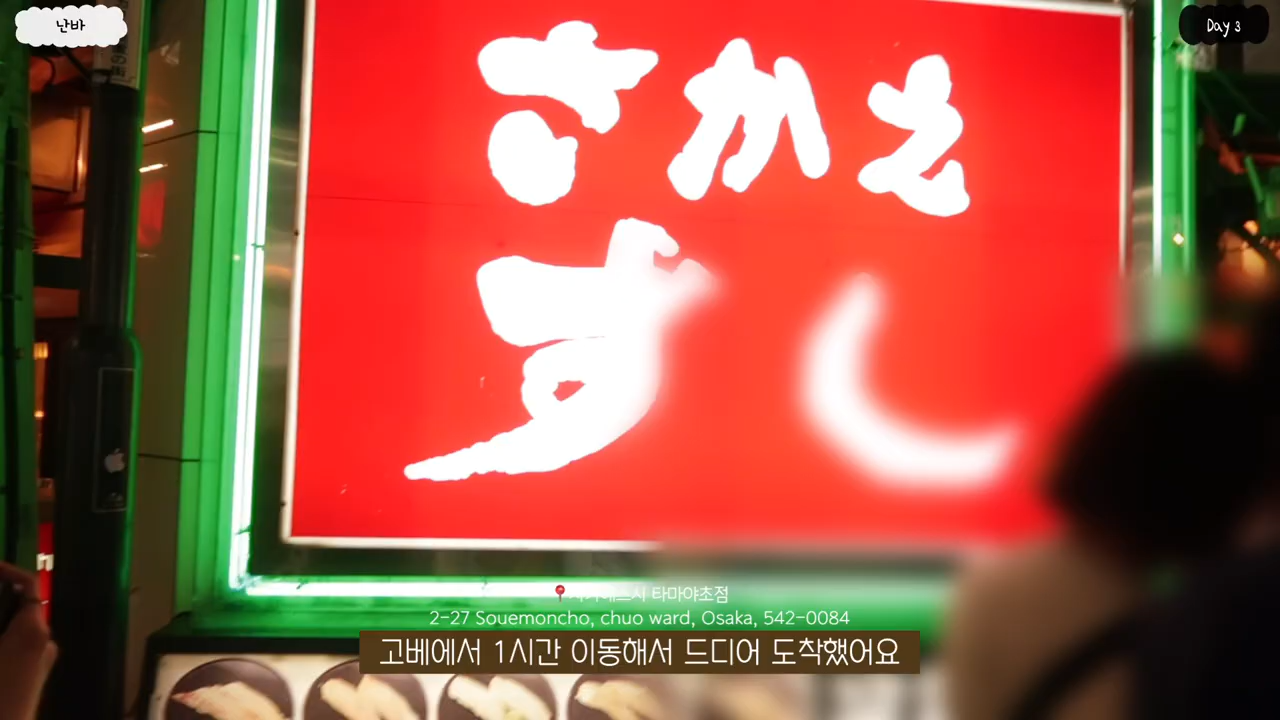 난바
Day 3
さかえ
すし
타마야초점
2-27 Souemoncho, chuo ward, Osaka, 542-0084
고베에서 1시간 이동해서 드디어 도착했어요